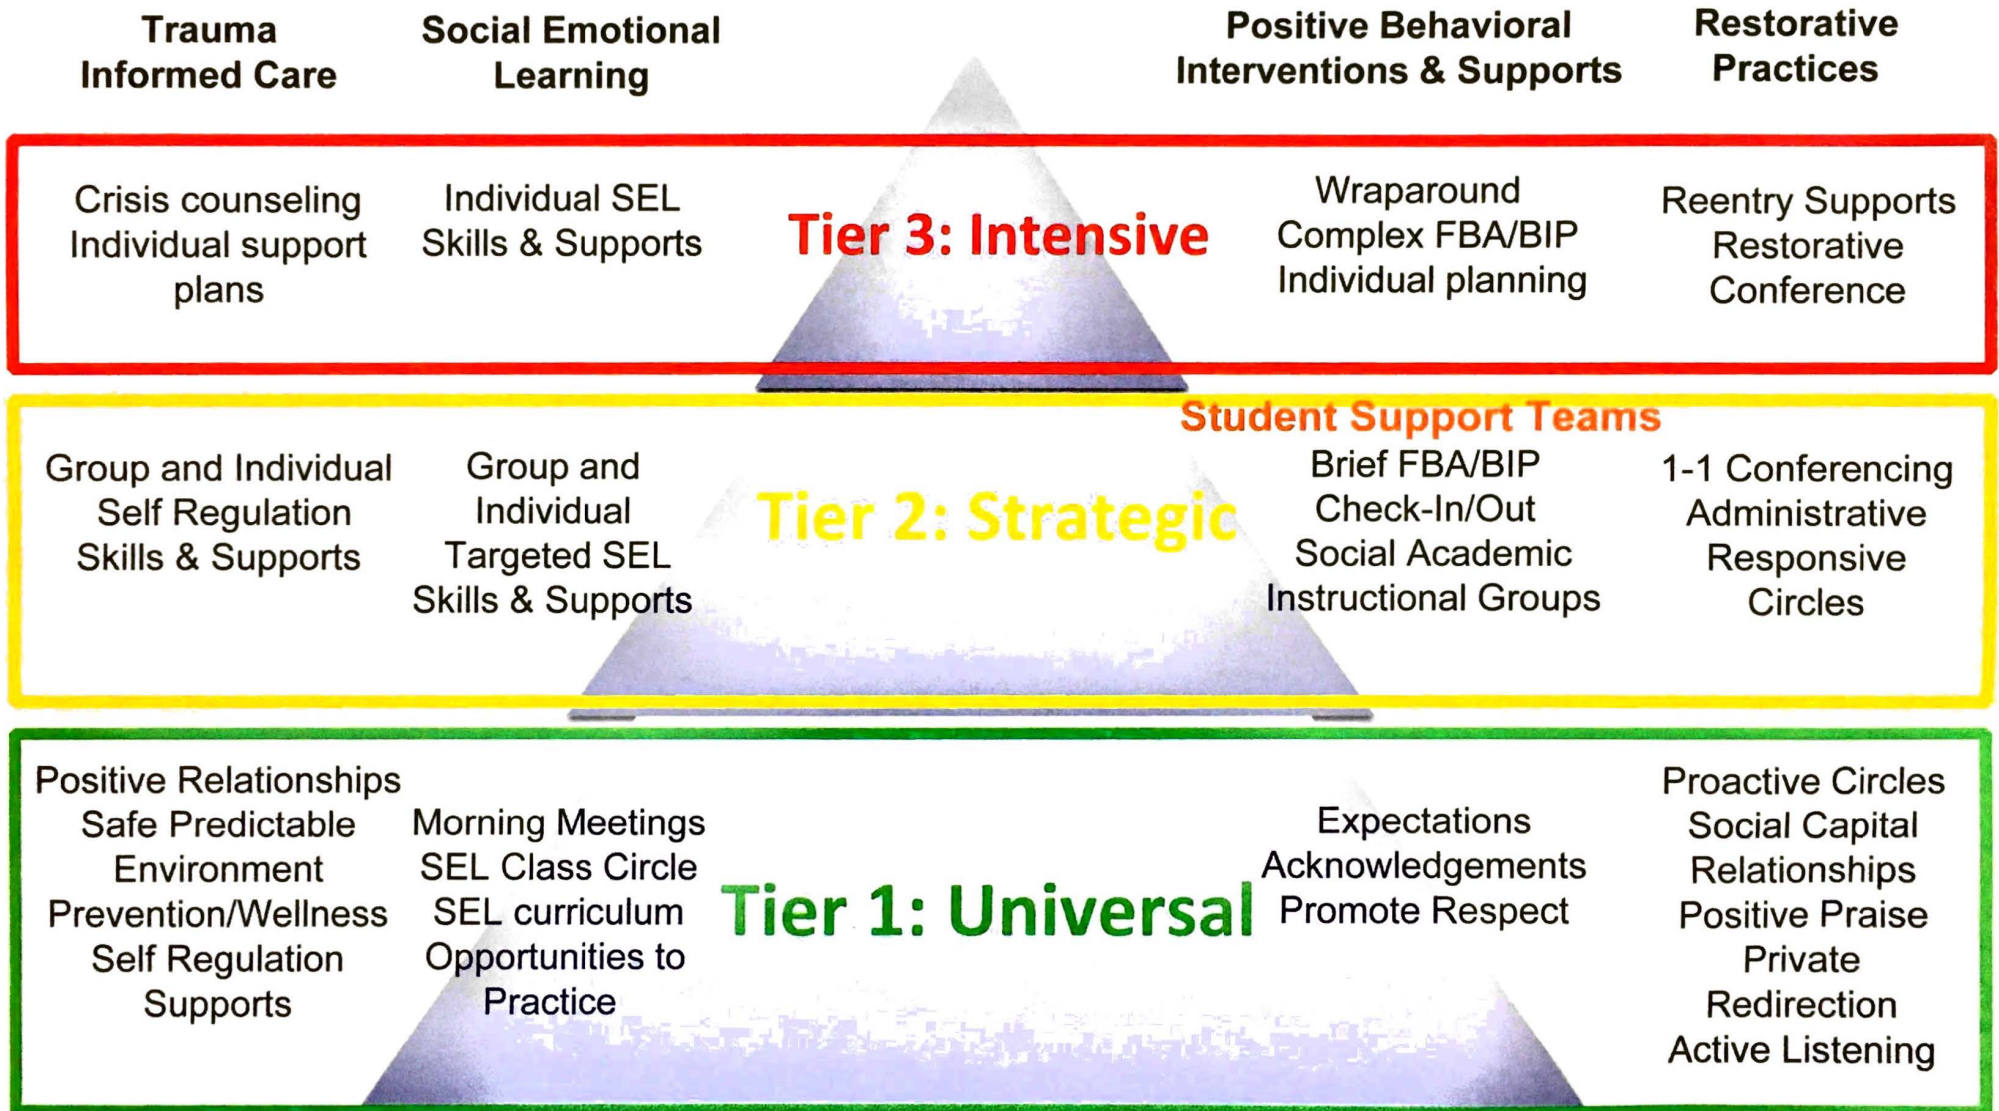 Trauma
Informed Care
Social Emotional
Learning
Positive Behavioral
Interventions & Supports
Restorative
Practices
Crisis counseling
Individual support
plans
Individual SEL
Skills & Supports
Tier 3: Intensive
Wraparound
Complex FBA/BIP
Individual planning
Reentry Supports
Restorative
Conference
Group and Individual
Self Regulation
Skills & Supports
Group and
Individual
Targeted SEL
Skills & Supports
Tier 2: Strategic
Student Support Teams
Brief FBA/BIP
Check-In/Out
Social Academic
Instructional Groups
1-1 Conferencing
Administrative
Responsive
Circles
Positive Relationships
Safe Predictable
Environment
Prevention/Wellness
Self Regulation
Supports
Morning Meetings
SEL Class Circle
SEL curriculum
Opportunities to
Practice
Tier 1: Universal
Expectations
Acknowledgements
Promote Respect
Proactive Circles
Social Capital
Relationships
Positive Praise
Private
Redirection
Active Listening